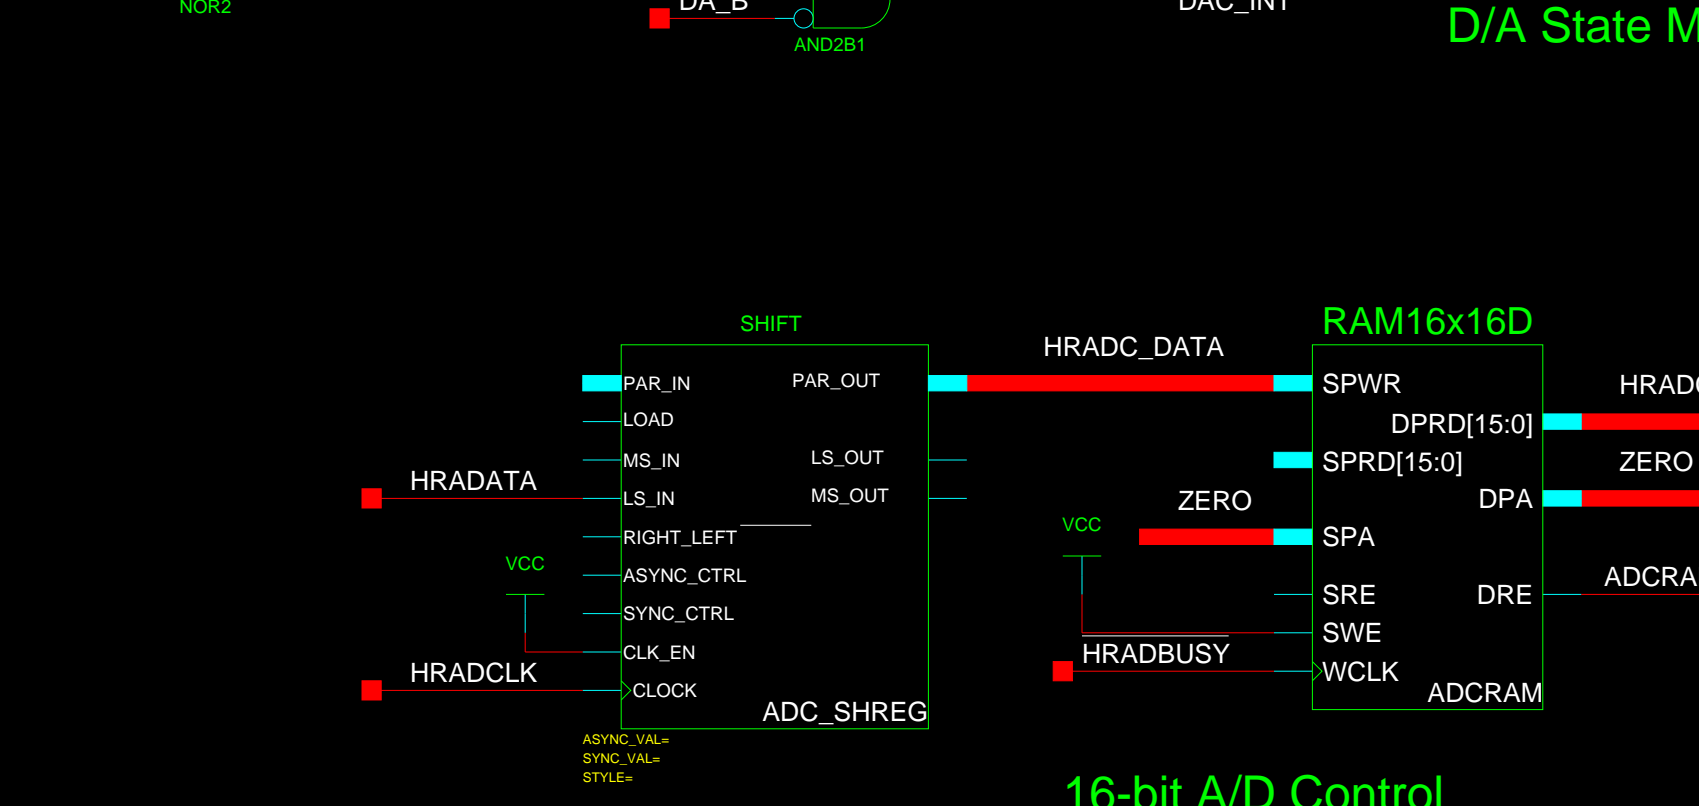 NOR2
DA_B
AND2B1
DAC_INT
D/A State M
SHIFT
PAR_IN
LOAD
MS_IN
LS_IN
RIGHT_LEFT
ASYNC_CTRL
SYNC_CTRL
CLK_EN
CLOCK
PAR_OUT
LS_OUT
MS_OUT
ADC_SHREG
HRADATA
VCC
HRADCLK
ASYNC_VAL=
SYNC_VAL=
STYLE=
HRADC_DATA
ZERO
VCC
HRADBUSY
RAM16x16D
SPWR
DPRD[15:0]
SPRD[15:0]
DPA
SPA
SRE
DRE
SWE
WCLK
ADCRAM
HRAD
ZERO
ADCRA
16-bit A/D Control